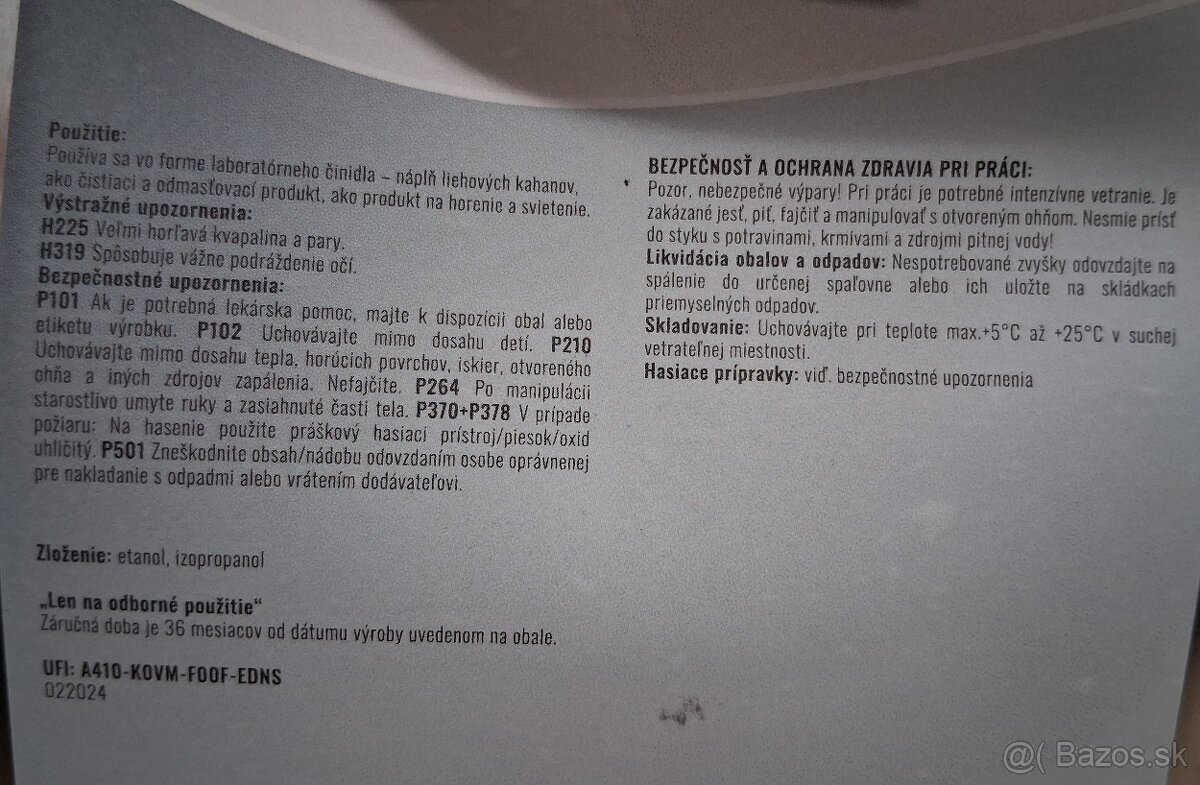 Použitie:
Používa sa vo forme laboratórneho činidla – náplň liehových kahanov,
ako čistiaci a odmasťovací produkt, ako produkt na horenie a svietenie.
Výstražné upozornenia:
H225 Veľmi horľavá kvapalina a pary.
H319 Spôsobuje vážne podráždenie očí.
Bezpečnostné upozornenia:
P101 Ak je potrebná lekárska pomoc, majte k dispozícii obal alebo
etiketu výrobku. P102 Uchovávajte mimo dosahu detí. P210
Uchovávajte mimo dosahu tepla, horúcich povrchov, iskier, otvoreného
ohňa a iných zdrojov zapálenia. Nefajčite. P264 Po manipulácii
starostlivo umyte ruky a zasiahnuté časti tela. P370+P378 V prípade
požiaru: Na hasenie použite práškový hasiací prístroj/piesok/oxid
uhličitý. P501 Zneškodnite obsah/nádobu odovzdaním osobe oprávnenej
pre nakladanie s odpadmi alebo vrátením dodávateľovi.
Zloženie: etanol, izopropanol
„Len na odborné použitie“
Záručná doba je 36 mesiacov od dátumu výroby uvedenom na obale.
UFI: A410-K0VM-F00F-EDNS
022024
BEZPEČNOSŤ A OCHRANA ZDRAVIA PRI PRÁCI:
Pozor, nebezpečné výpary! Pri práci je potrebné intenzívne vetranie. Je
zakázané jesť, piť, fajčiť a manipulovať s otvoreným ohňom. Nesmie prísť
do styku s potravinami, krmivami a zdrojmi pitnej vody!
Likvidácia obalov a odpadov: Nespotrebované zvyšky odovzdajte na
spálenie do určenej spaľovne alebo ich uložte na skládkach
priemyselných odpadov.
Skladovanie: Uchovávajte pri teplote max.+5°C až +25°C v suchej
vetrateľnej miestnosti.
Hasiace prípravky: viď. bezpečnostné upozornenia
@( Bazos.sk